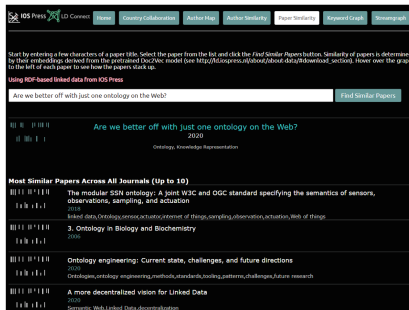 IOS Press LD Connect Home Country Collaboration Author Map Author Similarity Paper Similarity Keyword Graph Streamgraph
Start by entering a few characters of a paper title. Select the paper from the list and click the Find Similar Papers button. Similarity of papers is determine
by their embeddings derived from the pretrained Doc2Vec model (see http://ld.iospress.nl/about/about-data/#download_section). Hover over the grap
to the left of each paper to see how the papers stack up.
Using RDF-based linked data from IOS Press
Are we better off with just one ontology on the Web? Find Similar Papers
Are we better off with just one ontology on the Web?
2020
Ontology, Knowledge Representation
Most Similar Papers Across All Journals (Up to 10)
The modular SSN ontology: A joint W3C and OGC standard specifying the semantics of sensors,
observations, sampling, and actuation
2018
linked data,Ontology,sensor,actuator,internet of things,sampling,observation,actuation,Web of things
3. Ontology in Biology and Biochemistry
2006
Ontology engineering: Current state, challenges, and future directions
2020
Ontologies,ontology engineering,methods,standards,tooling,patterns,challenges,future research
A more decentralized vision for Linked Data
2020
Semantic Web,Linked Data,decentralization